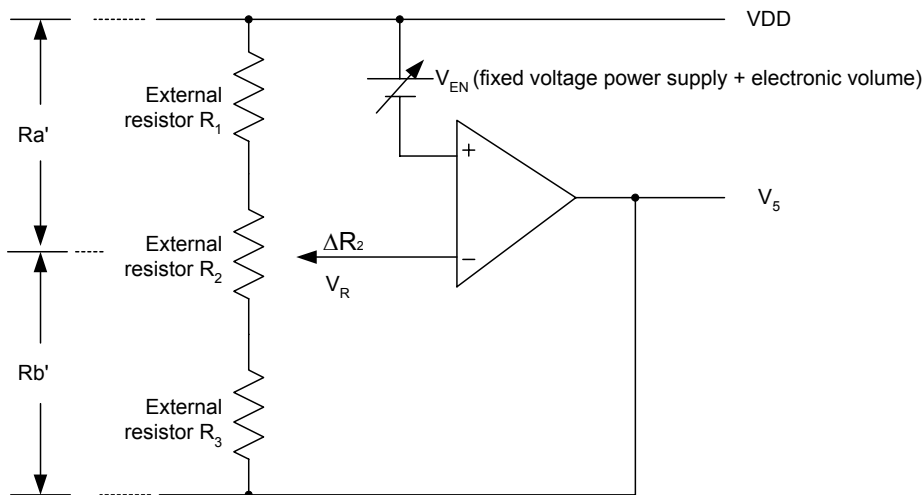 VDD
V_EN (fixed voltage power supply + electronic volume)
External
resistor R_1
Ra'
+
V_5
External
resistor R_2
ΔR_2
−
V_R
Rb'
External
resistor R_3